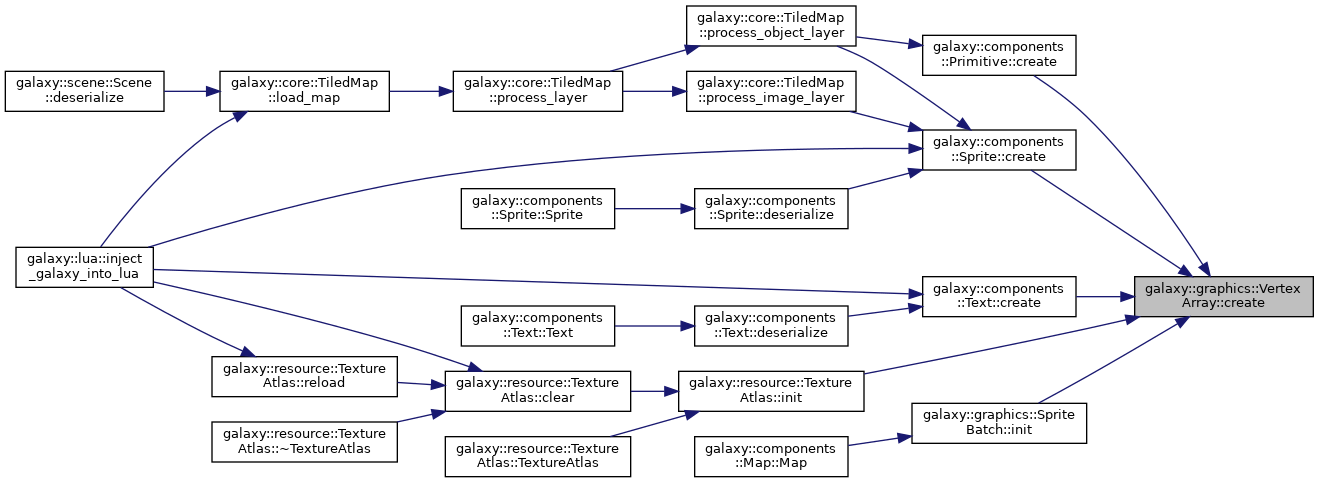 galaxy::core::TiledMap
::process_object_layer
galaxy::components
::Primitive::create
galaxy::scene::Scene
::deserialize
galaxy::core::TiledMap
::load_map
galaxy::core::TiledMap
::process_layer
galaxy::core::TiledMap
::process_image_layer
galaxy::components
::Sprite::create
galaxy::components
::Sprite::Sprite
galaxy::components
::Sprite::deserialize
galaxy::lua::inject
_galaxy_into_lua
galaxy::components
::Text::create
galaxy::graphics::Vertex
Array::create
galaxy::components
::Text::Text
galaxy::components
::Text::deserialize
galaxy::resource::Texture
Atlas::reload
galaxy::resource::Texture
Atlas::clear
galaxy::resource::Texture
Atlas::init
galaxy::graphics::Sprite
Batch::init
galaxy::resource::Texture
Atlas::~TextureAtlas
galaxy::resource::Texture
Atlas::TextureAtlas
galaxy::components
::Map::Map